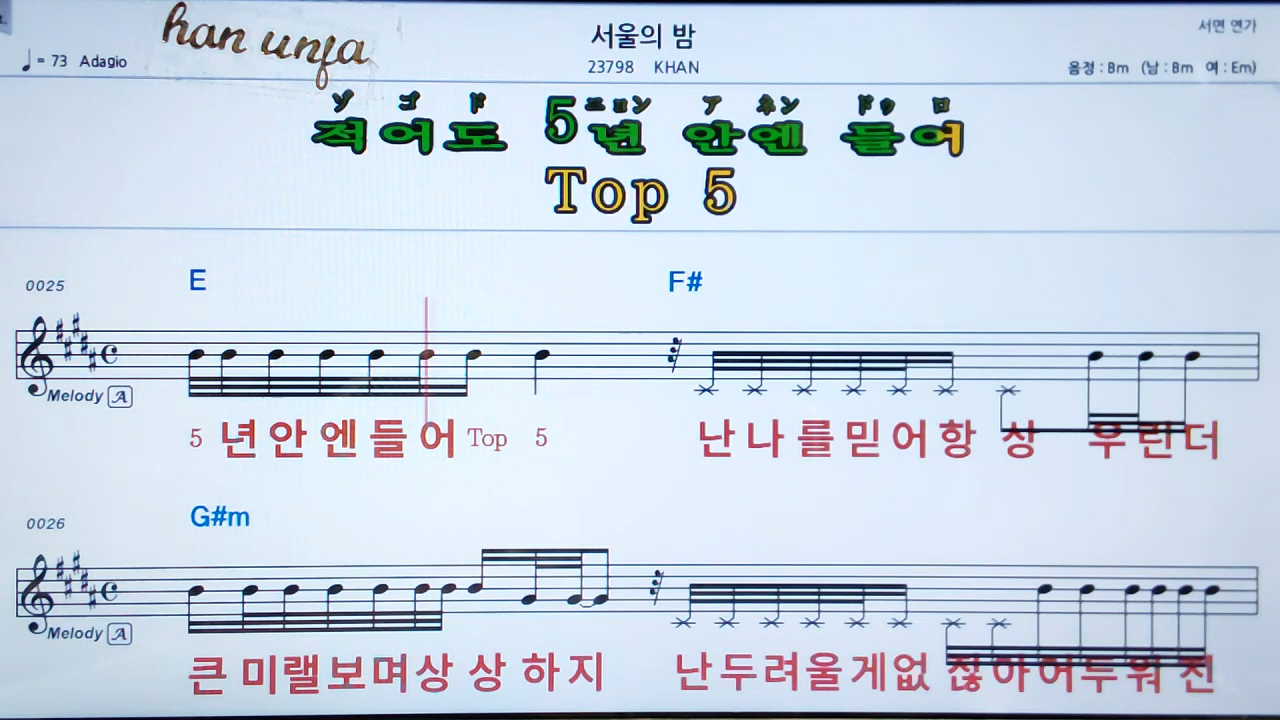 han unfa
서울의 밤
서면 연가
♩= 73 Adagio
23798 KHAN
음정 : Bm (남 : Bm 여 : Em)
ゾ ゴ ド ニョン ア ネン ドゥ ロ
적어도 5년 안엔 들어
Top 5
0025
E F#
Melody A
5 년 안 엔 들 어 Top 5 난 나 를 믿 어 항 상 우 린 더
0026
G#m
Melody A
큰 미 랠 보 며 상 상 하 지 난 두 려 울 게 없 잖 아 어 두 워 진